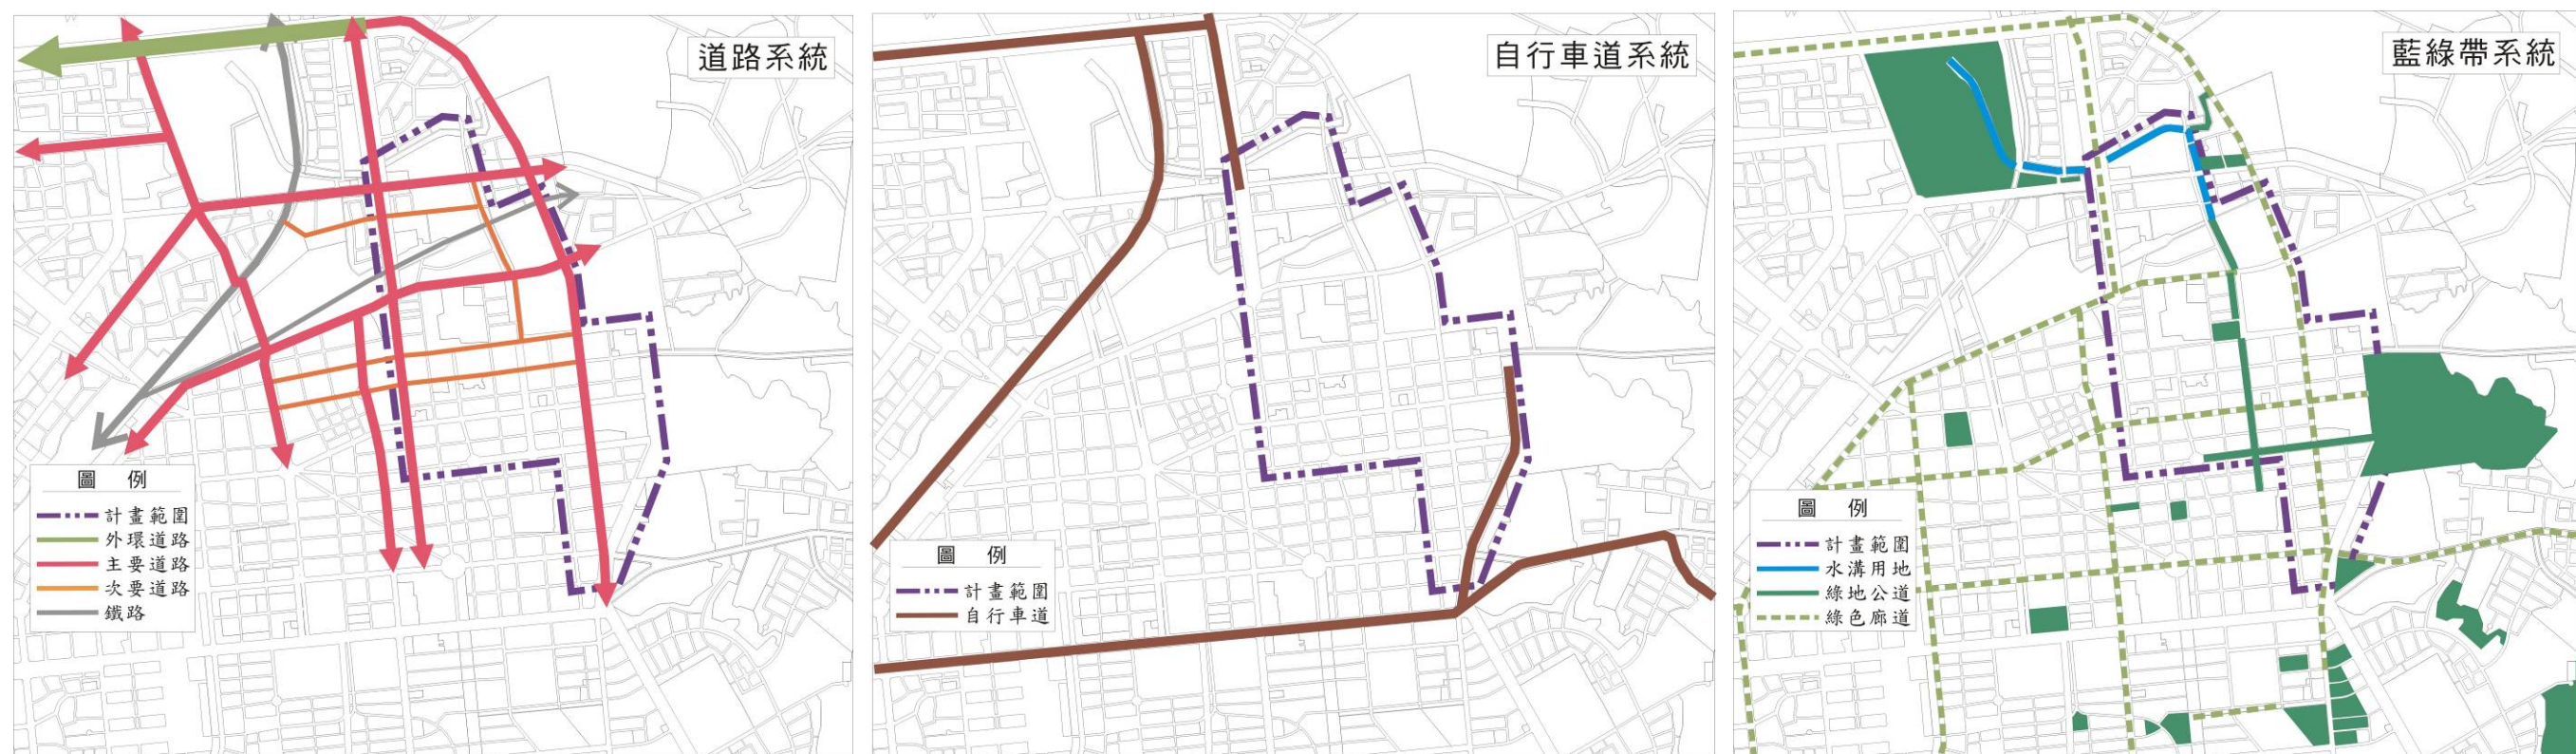 道路系統
圖 例
計畫範圍
外環道路
主要道路
次要道路
鐵路
自行車道系統
圖 例
計畫範圍
自行車道
藍綠帶系統
圖 例
計畫範圍
水溝用地
綠地公道
綠色廊道